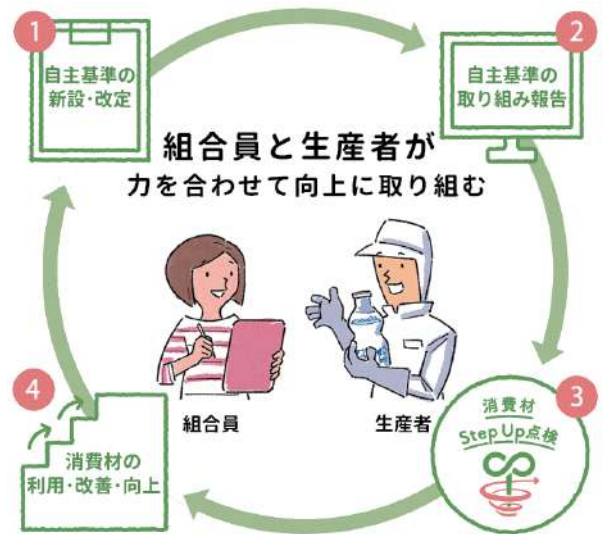 1
自主基準の
新設・改定
2
自主基準の
取り組み報告
組合員と生産者が
力を合わせて向上に取り組む
組合員
生産者
3
消費材
Step Up点検
4
消費材の
利用・改善・向上